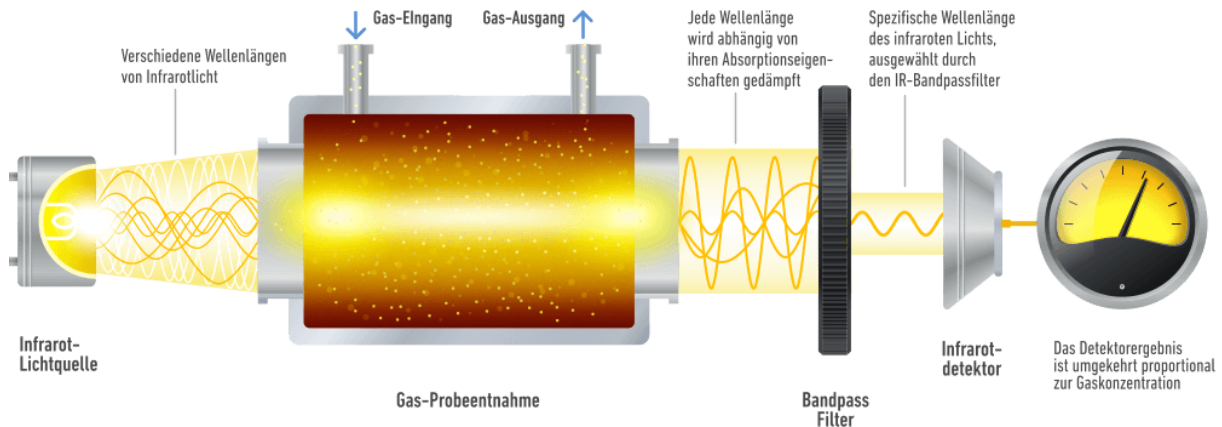 Gas-EIngang
Gas-Ausgang
Verschiedene Wellenlängen
von Infrarotlicht
Jede Wellenlänge
wird abhängig von
ihren Absorptionseigen-
schaften gedämpft
Spezifische Wellenlänge
des infraroten Lichts,
ausgewählt durch
den IR-Bandpassfilter
Infrarot-
Lichtquelle
Gas-Probeentnahme
Bandpass
Filter
Infrarot-
detektor
Das Detektorergebnis
ist umgekehrt proportional
zur Gaskonzentration